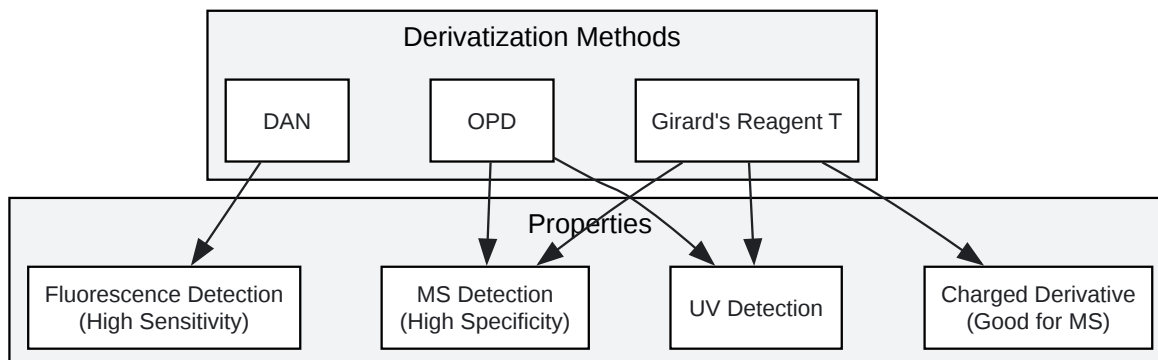 Derivatization Methods
DAN
OPD
Girard's Reagent T
Properties
Fluorescence Detection
(High Sensitivity)
MS Detection
(High Specificity)
UV Detection
Charged Derivative
(Good for MS)